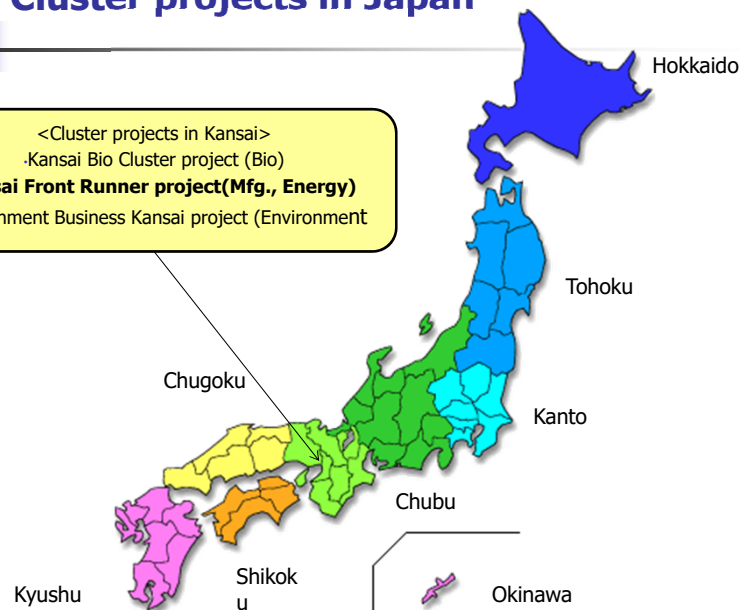 Cluster projects in Japan
Hokkaido
<Cluster projects in Kansai>
·Kansai Bio Cluster project (Bio)
sai Front Runner project(Mfg., Energy)
nment Business Kansai project (Environment
Tohoku
Chugoku
Kanto
Chubu
Kyushu
Shikok
u
Okinawa